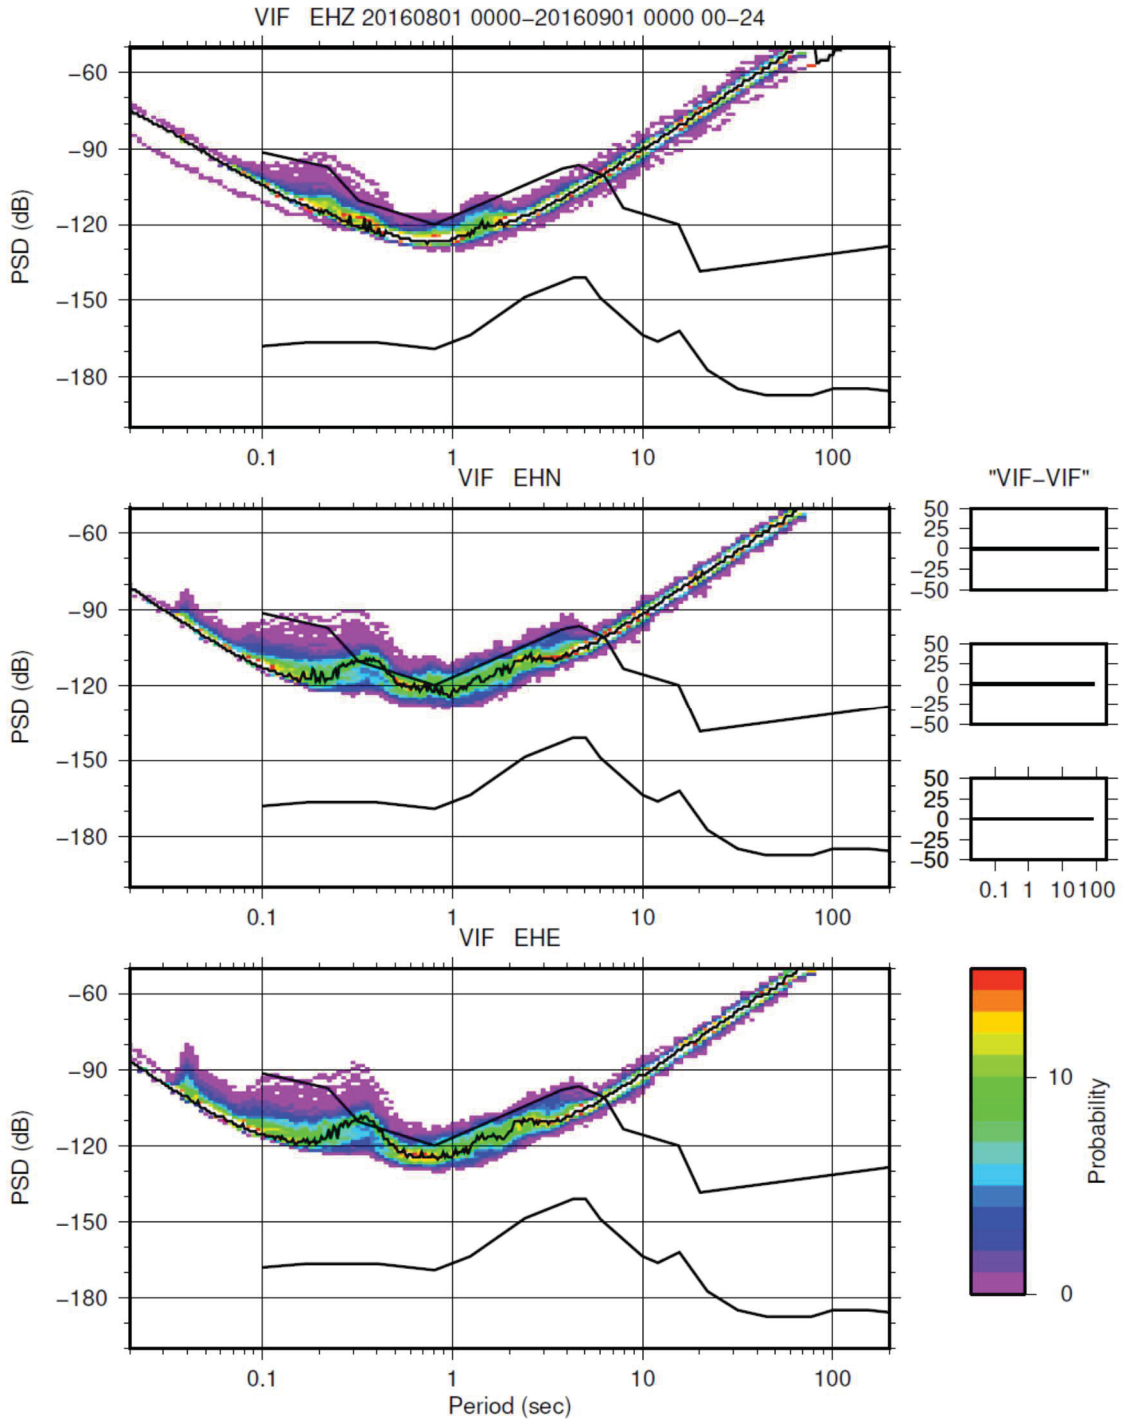 VIF EHZ 20160801 0000−20160901 0000 00−24
−60
−90
−120
−150
−180
PSD (dB)
0.1 1 10 100
VIF EHN
−60
−90
−120
−150
−180
PSD (dB)
0.1 1 10 100
"VIF−VIF"
50
25
0
−25
−50
50
25
0
−25
−50
50
25
0
−25
−50
0.1 1 10 100
VIF EHE
−60
−90
−120
−150
−180
PSD (dB)
0.1 1 10 100
Period (sec)
10
0
Probability